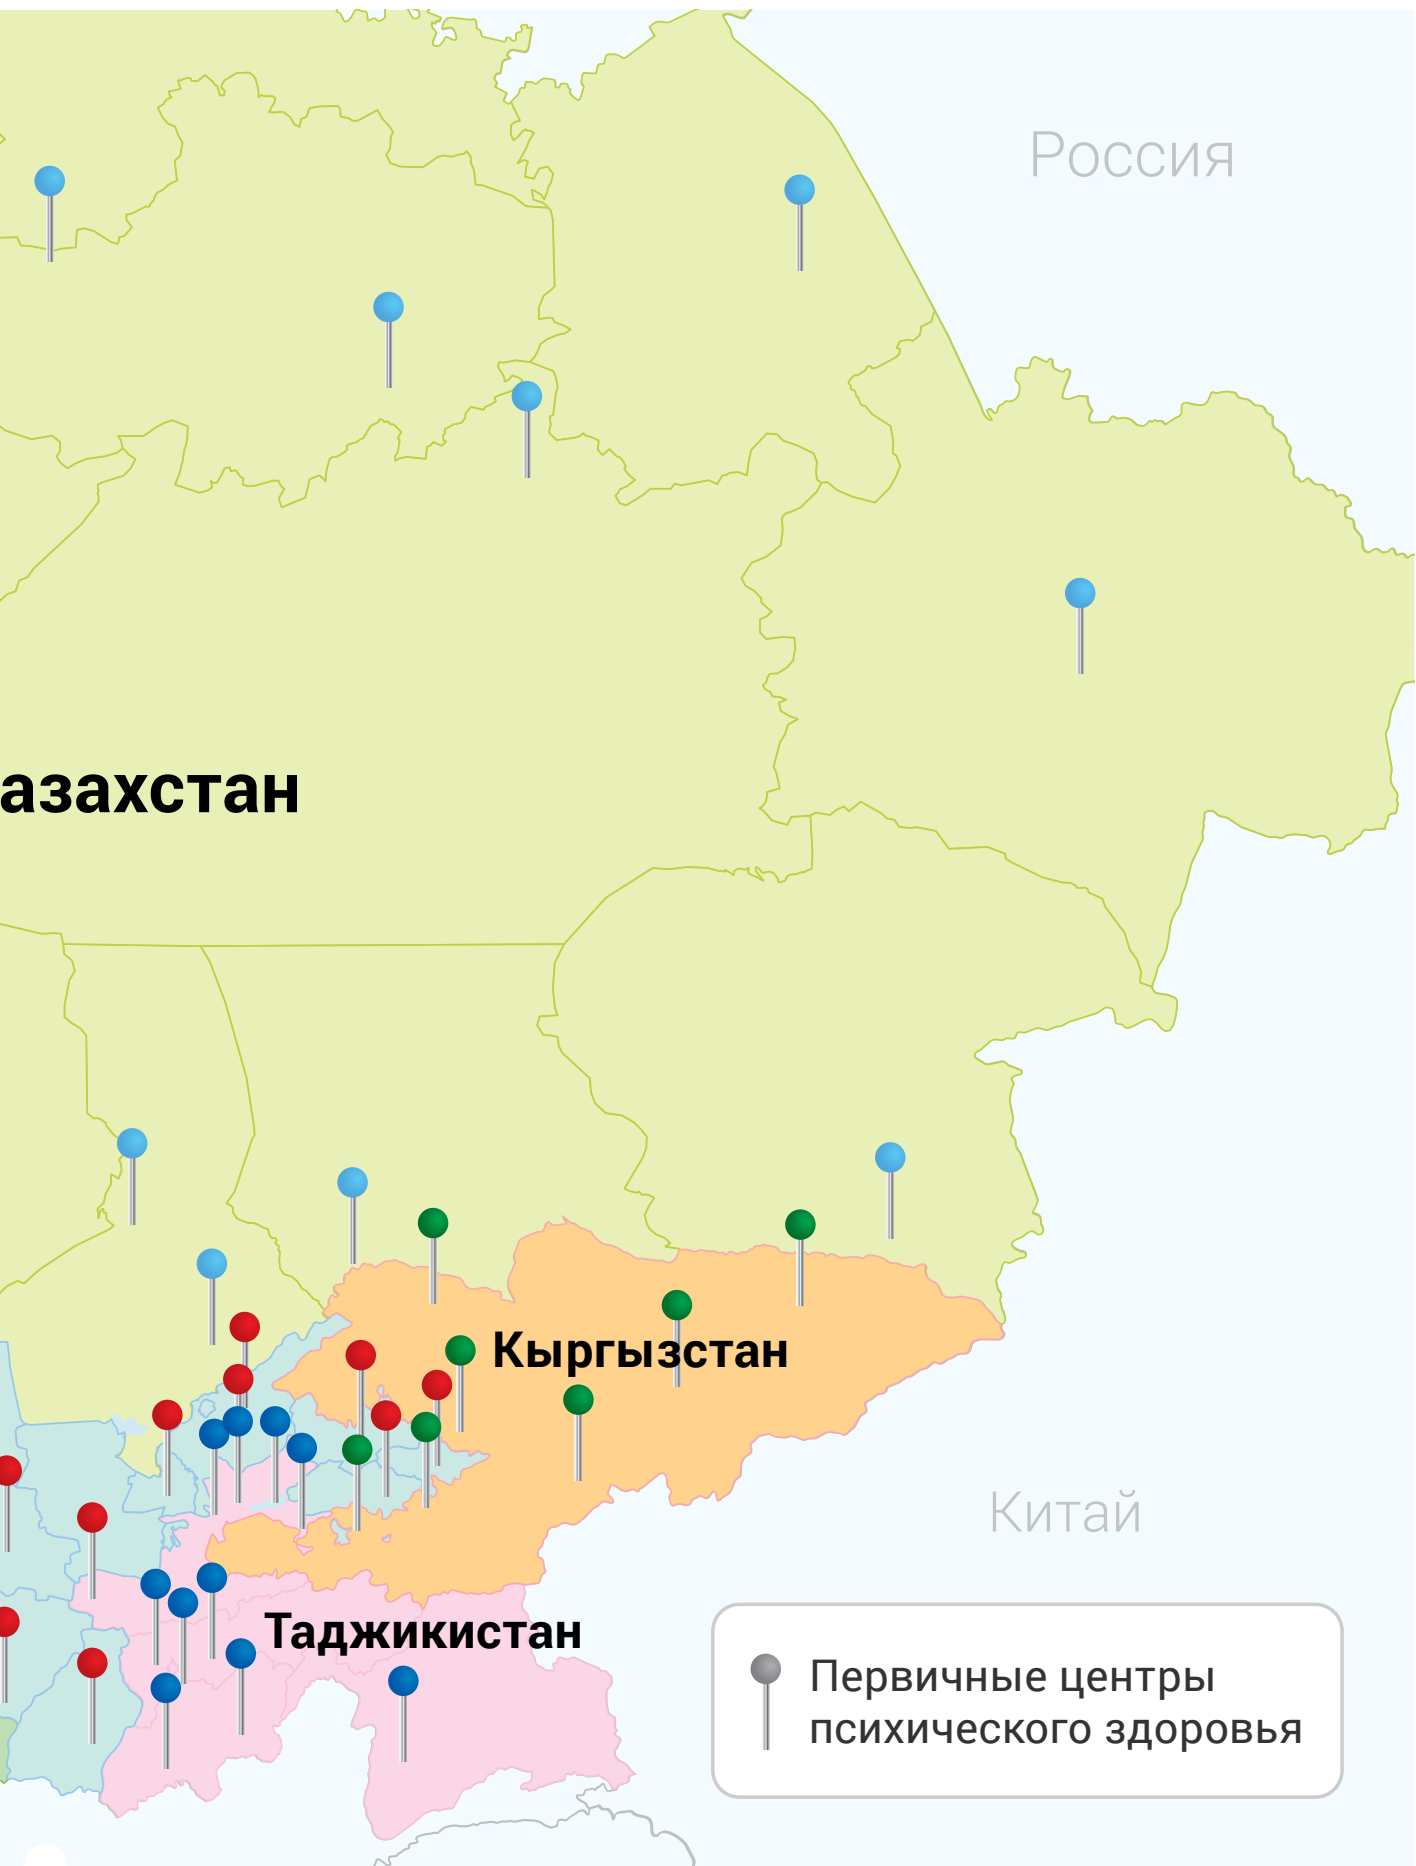 Россия
азахстан
Кыргызстан
Китай
Таджикистан
Первичные центры
психического здоровья